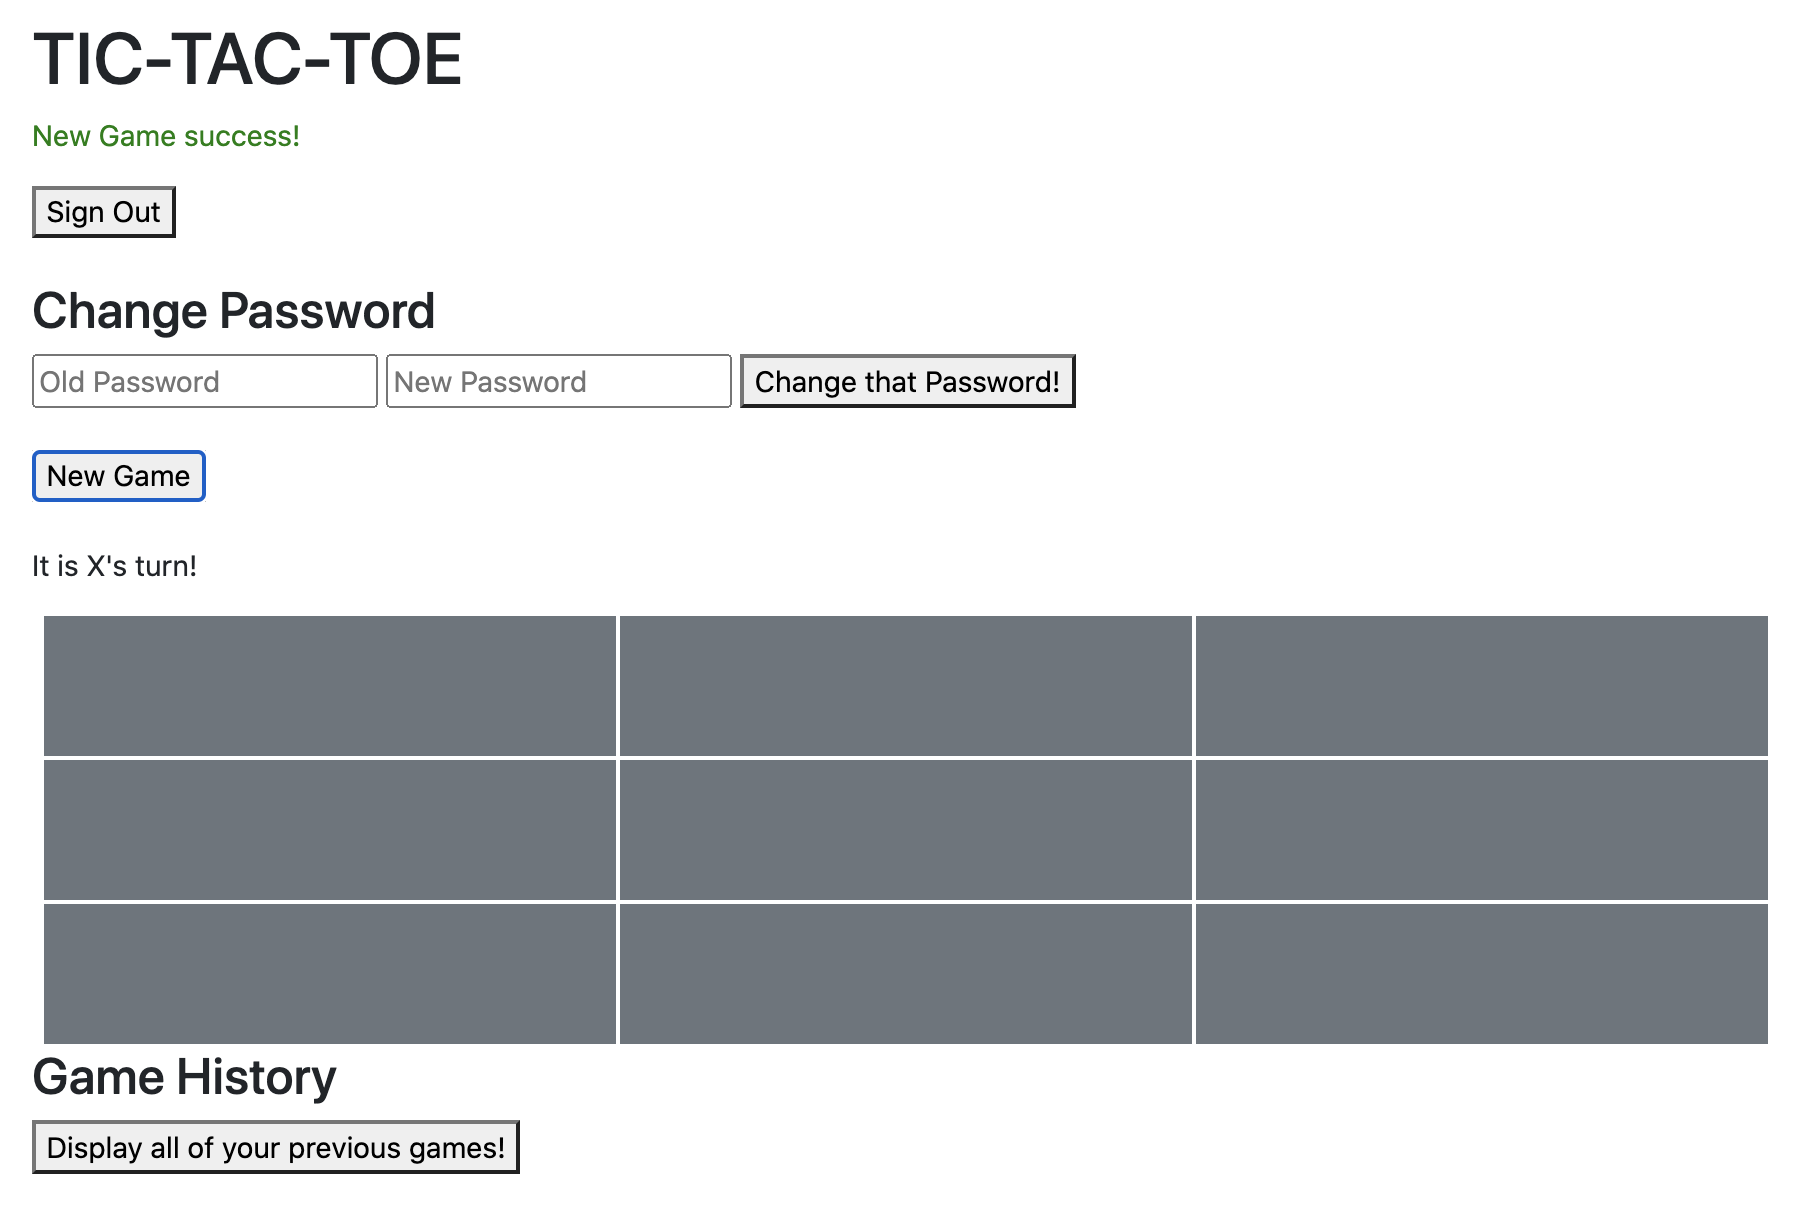 TIC-TAC-TOE
New Game success!
Sign Out
Change Password
Old Password New Password Change that Password!
New Game
It is X's turn!
Game History
Display all of your previous games!